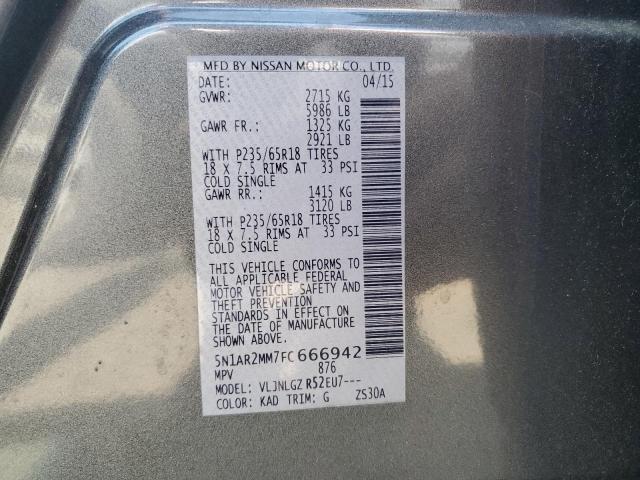 MFD BY NISSAN MOTOR CO., LTD.
DATE: 04/15
GVWR: 2715 KG
5986 LB
GAWR FR.: 1325 KG
2921 LB
WITH P235/65R18 TIRES
18 X 7.5 RIMS AT 33 PSI
COLD SINGLE
GAWR RR.: 1415 KG
3120 LB
WITH P235/65R18 TIRES
18 X 7.5 RIMS AT 33 PSI
COLD SINGLE
THIS VEHICLE CONFORMS TO
ALL APPLICABLE FEDERAL
MOTOR VEHICLE SAFETY AND
THEFT PREVENTION
STANDARDS IN EFFECT ON
THE DATE OF MANUFACTURE
SHOWN ABOVE.
5N1AR2MM7FC666942
MPV 876
MODEL: VLJNLGZ R52EU7---
COLOR: KAD TRIM: G ZS30A